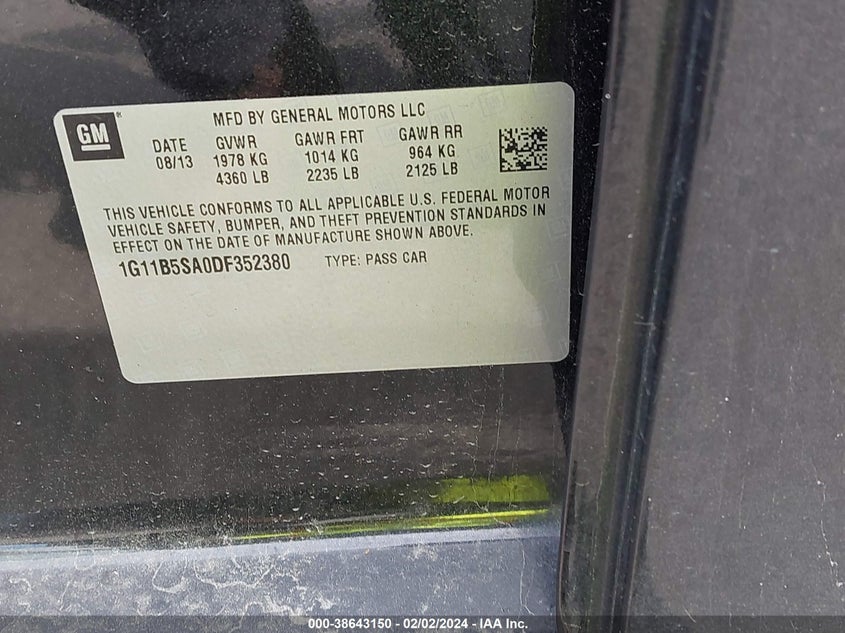 GM
®
MFD BY GENERAL MOTORS LLC
DATE GVWR GAWR FRT GAWR RR
08/13 1978 KG 1014 KG 964 KG
4360 LB 2235 LB 2125 LB
THIS VEHICLE CONFORMS TO ALL APPLICABLE U.S. FEDERAL MOTOR
VEHICLE SAFETY, BUMPER, AND THEFT PREVENTION STANDARDS IN
EFFECT ON THE DATE OF MANUFACTURE SHOWN ABOVE.
1G11B5SA0DF352380 TYPE: PASS CAR
000-38643150 - 02/02/2024 - IAA Inc.